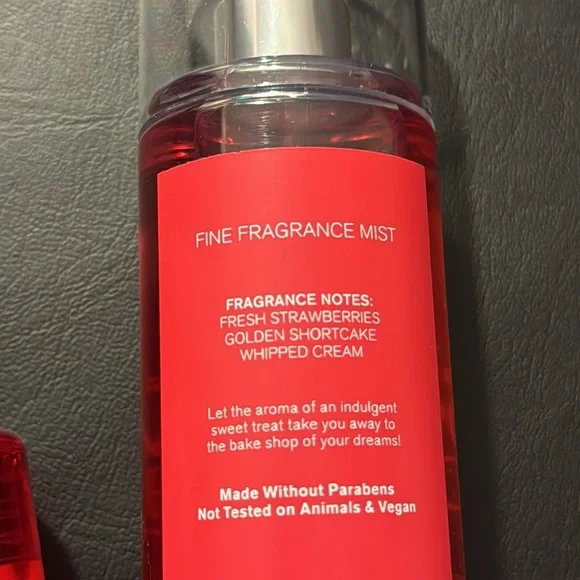 FINE FRAGRANCE MIST
FRAGRANCE NOTES:
FRESH STRAWBERRIES
GOLDEN SHORTCAKE
WHIPPED CREAM
Let the aroma of an indulgent
sweet treat take you away to
the bake shop of your dreams!
Made Without Parabens
Not Tested on Animals & Vegan